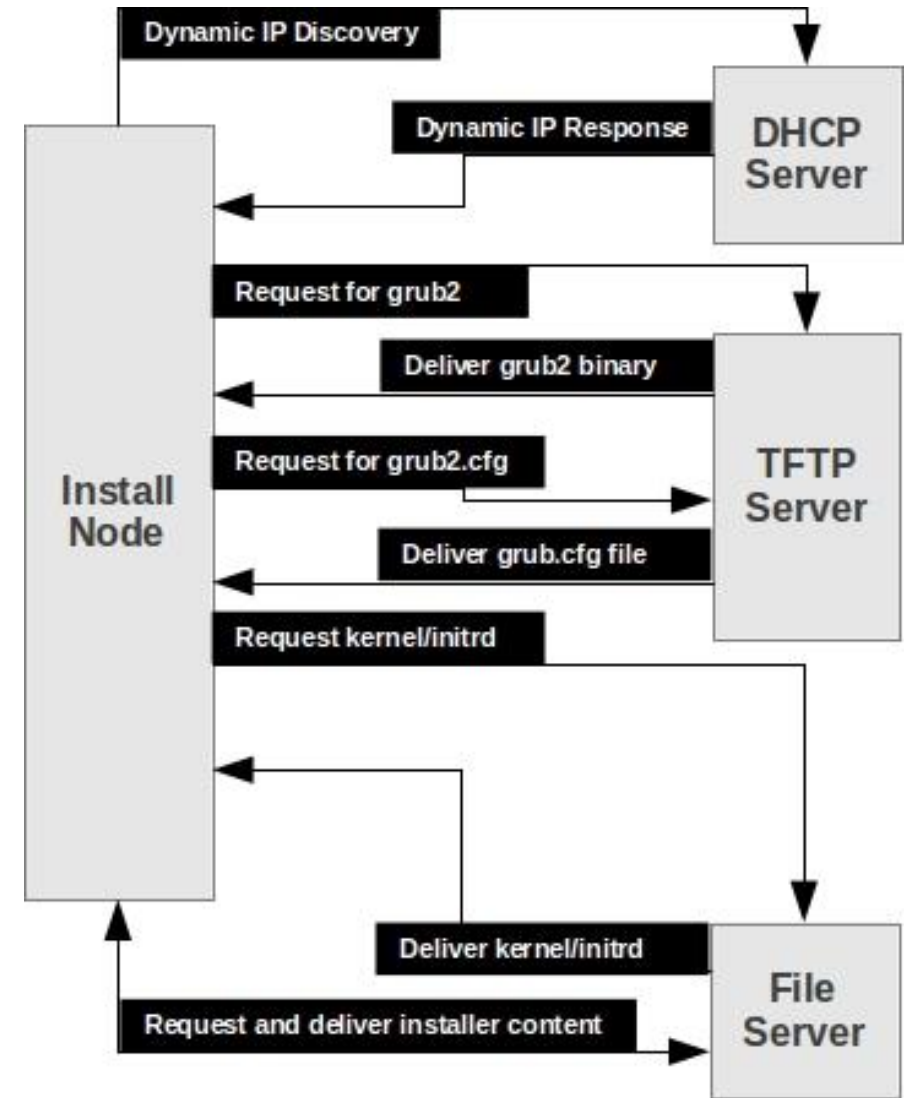 Dynamic IP Discovery
Dynamic IP Response
DHCP
Server
Request for grub2
Deliver grub2 binary
Request for grub2.cfg
Install
Node
TFTP
Server
Deliver grub.cfg file
Request kernel/initrd
Deliver kernel/initrd
Request and deliver installer content
File
Server